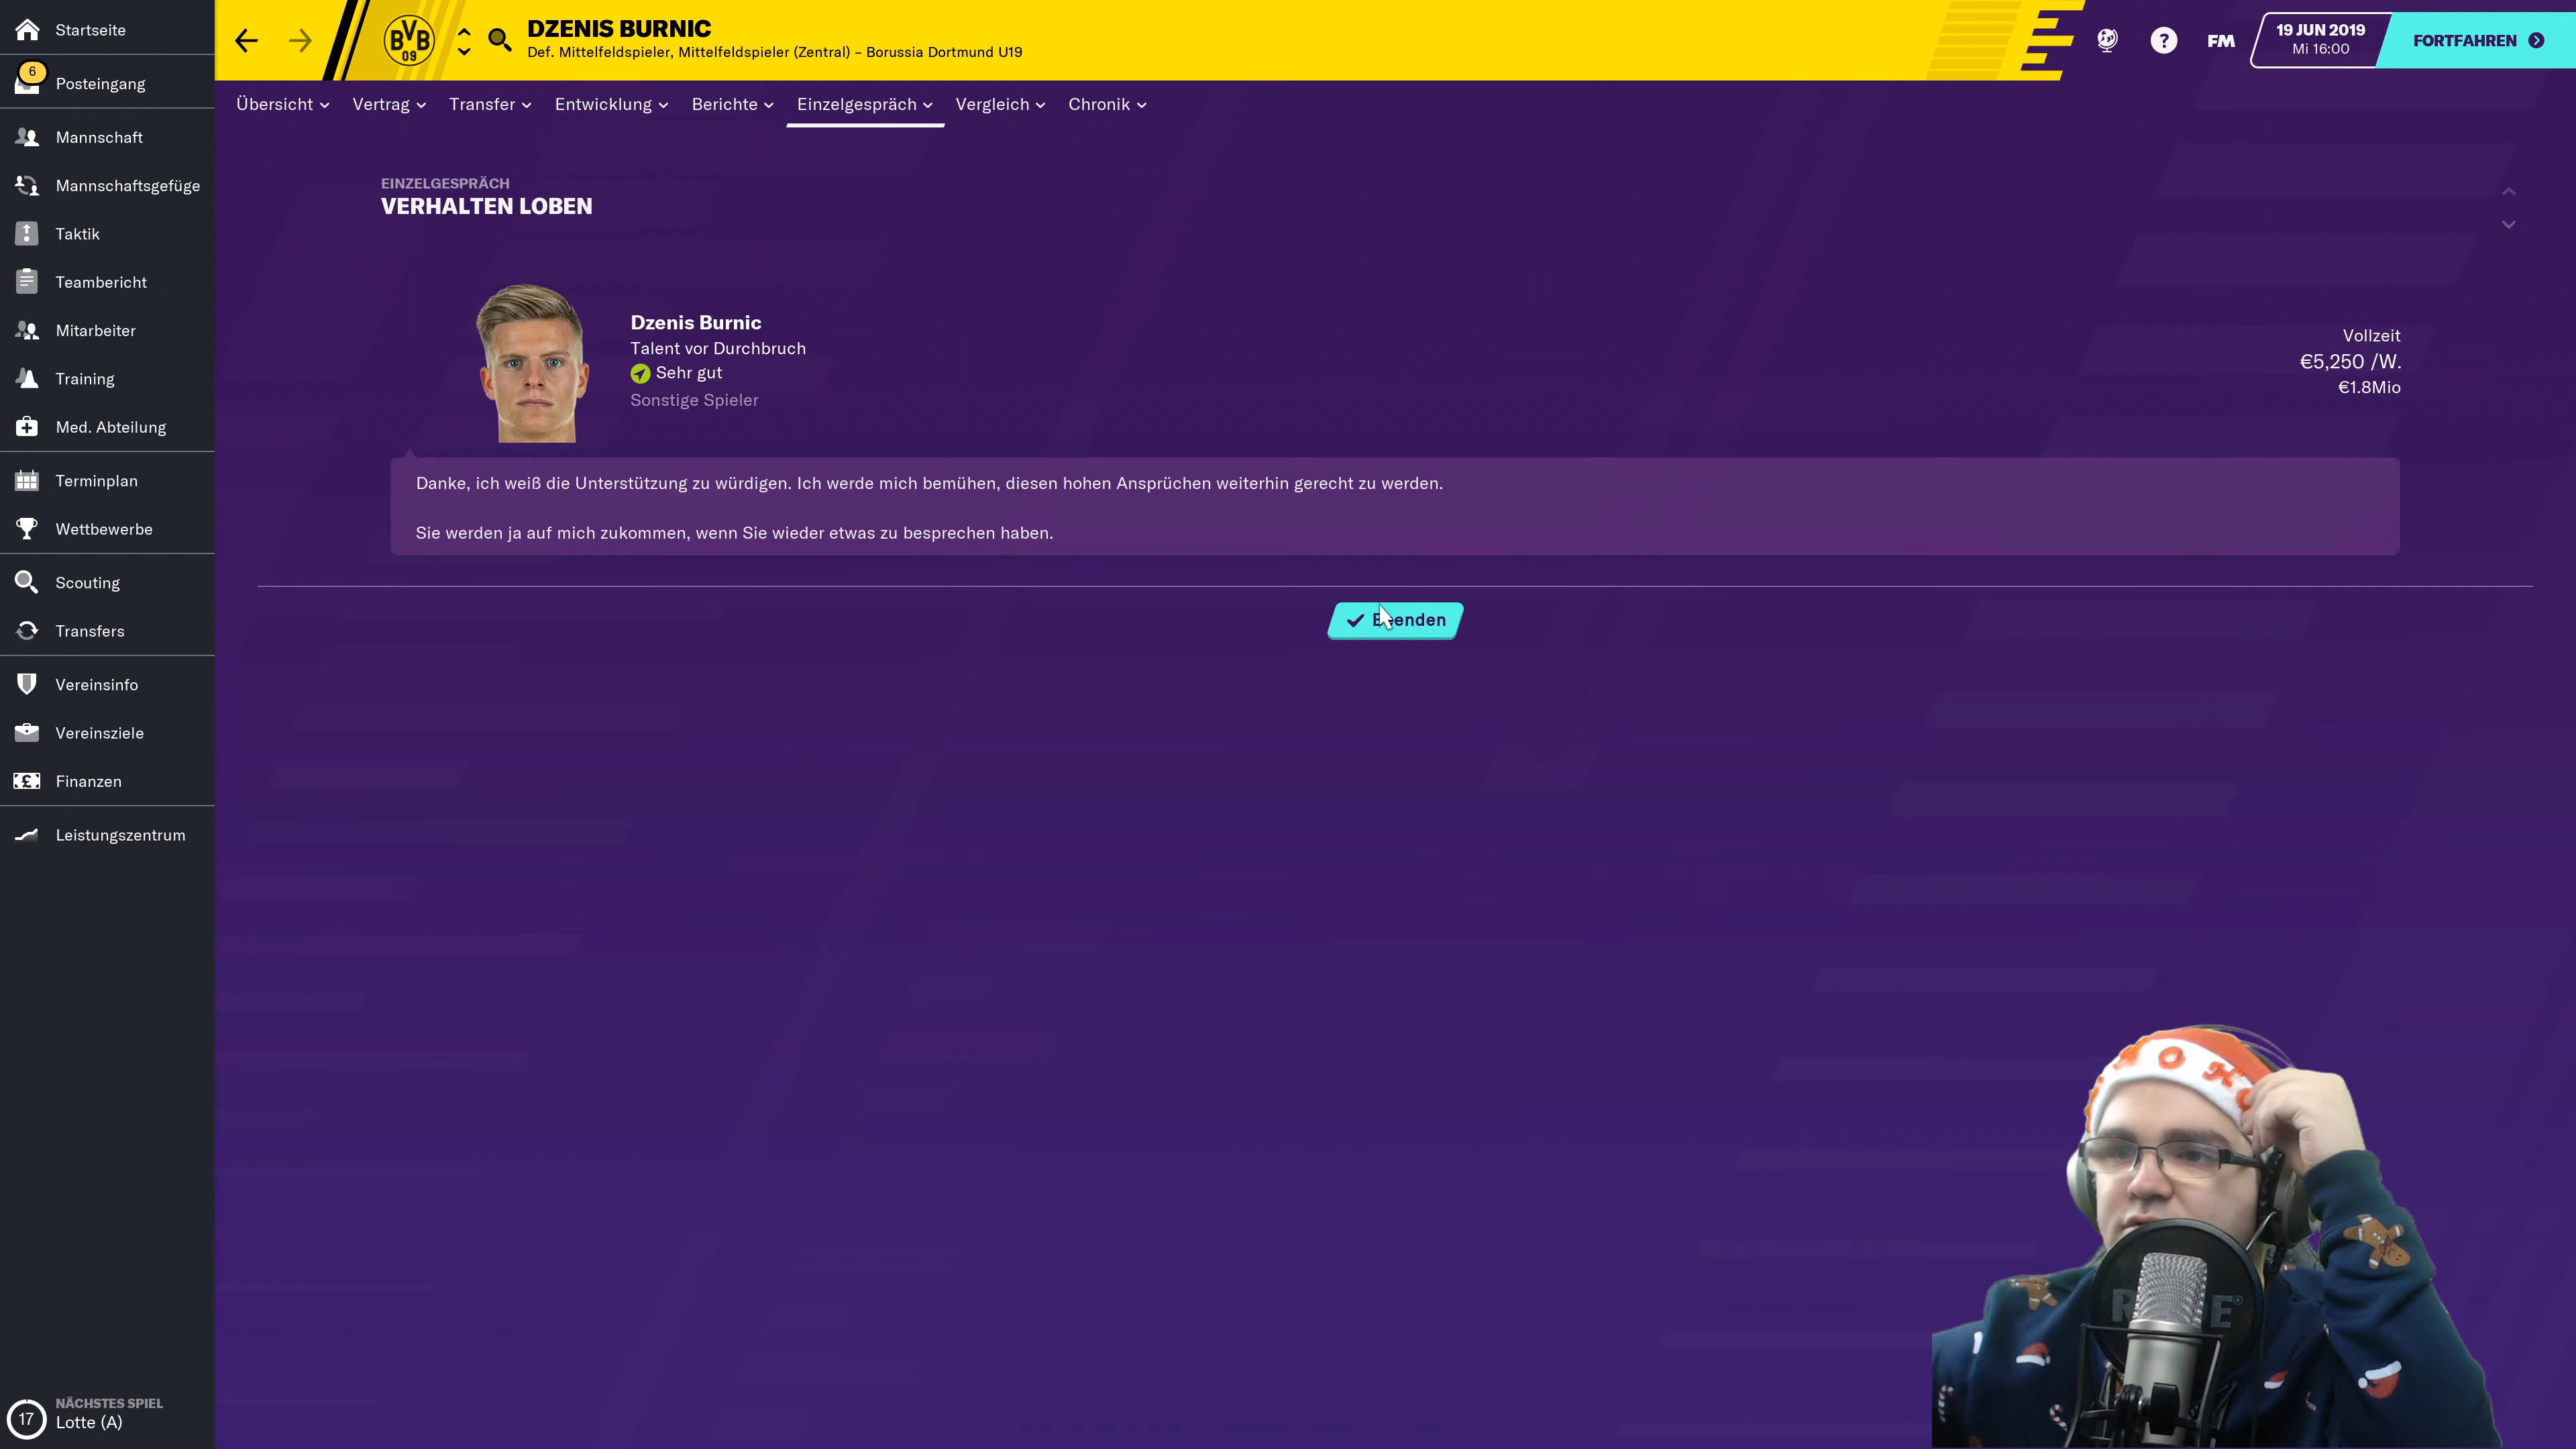 Startseite
6
Posteingang
Mannschaft
Mannschaftsgefüge
Taktik
Teambericht
Mitarbeiter
Training
Med. Abteilung
Terminplan
Wettbewerbe
Scouting
Transfers
Vereinsinfo
Vereinsziele
Finanzen
Leistungszentrum
NÄCHSTES SPIEL
17
Lotte (A)
BVB
09
DZENIS BURNIC
Def. Mittelfeldspieler, Mittelfeldspieler (Zentral) – Borussia Dortmund U19
?
FM
19 JUN 2019
Mi 16:00
FORTFAHREN
Übersicht
Vertrag
Transfer
Entwicklung
Berichte
Einzelgespräch
Vergleich
Chronik
EINZELGESPRÄCH
VERHALTEN LOBEN
Dzenis Burnic
Talent vor Durchbruch
Sehr gut
Sonstige Spieler
Vollzeit
€5,250 /W.
€1.8Mio
Danke, ich weiß die Unterstützung zu würdigen. Ich werde mich bemühen, diesen hohen Ansprüchen weiterhin gerecht zu werden.
Sie werden ja auf mich zukommen, wenn Sie wieder etwas zu besprechen haben.
Beenden